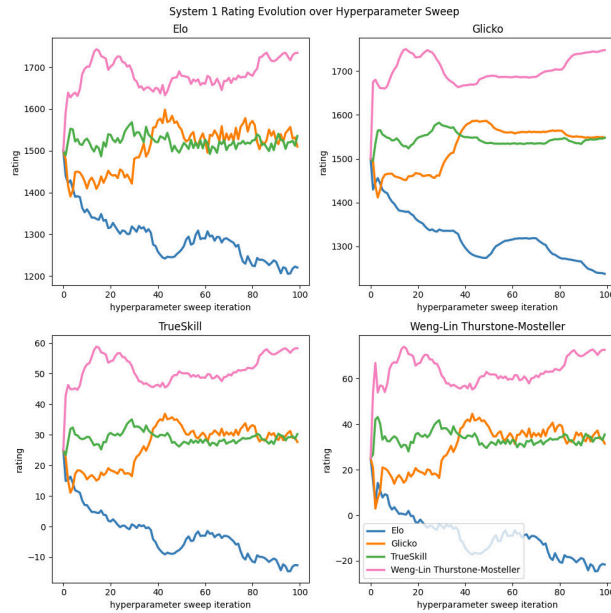 System 1 Rating Evolution over Hyperparameter Sweep
Elo
Glicko
1700
1600
1500
1400
1300
1200
rating
0 20 40 60 80 100
hyperparameter sweep iteration
1700
1600
1500
1400
1300
rating
0 20 40 60 80 100
hyperparameter sweep iteration
TrueSkill
Weng-Lin Thurstone-Mosteller
60
50
40
30
20
10
0
−10
rating
0 20 40 60 80 100
hyperparameter sweep iteration
60
40
20
0
−20
rating
Elo
Glicko
TrueSkill
Weng-Lin Thurstone-Mosteller
0 20 40 60 80 100
hyperparameter sweep iteration